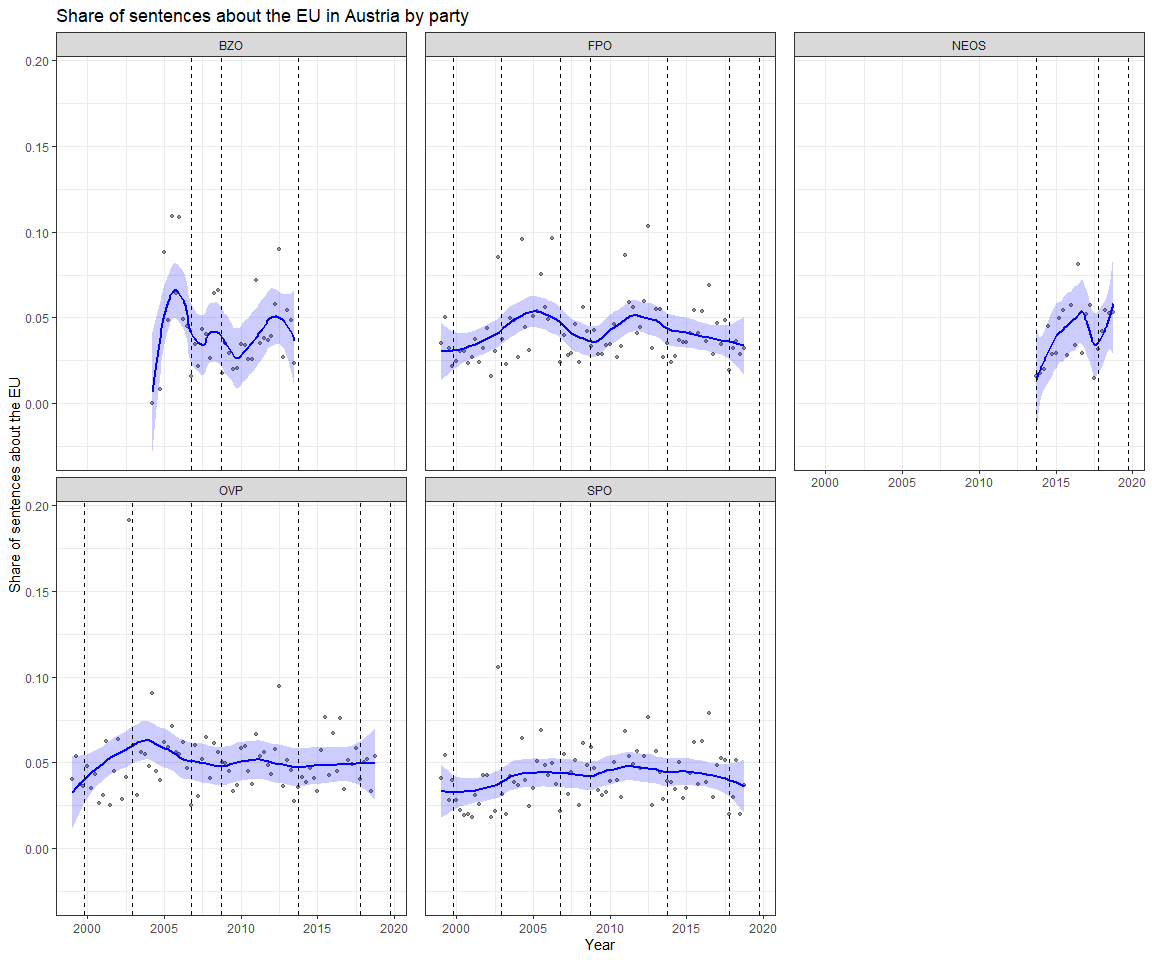 Share of sentences about the EU in Austria by party
BZO
FPO
NEOS
0.20
0.15
0.10
0.05
0.00
2000 2005 2010 2015 2020
OVP
SPO
0.20
0.15
0.10
0.05
0.00
2000 2005 2010 2015 2020
2000 2005 2010 2015 2020
Share of sentences about the EU
Year